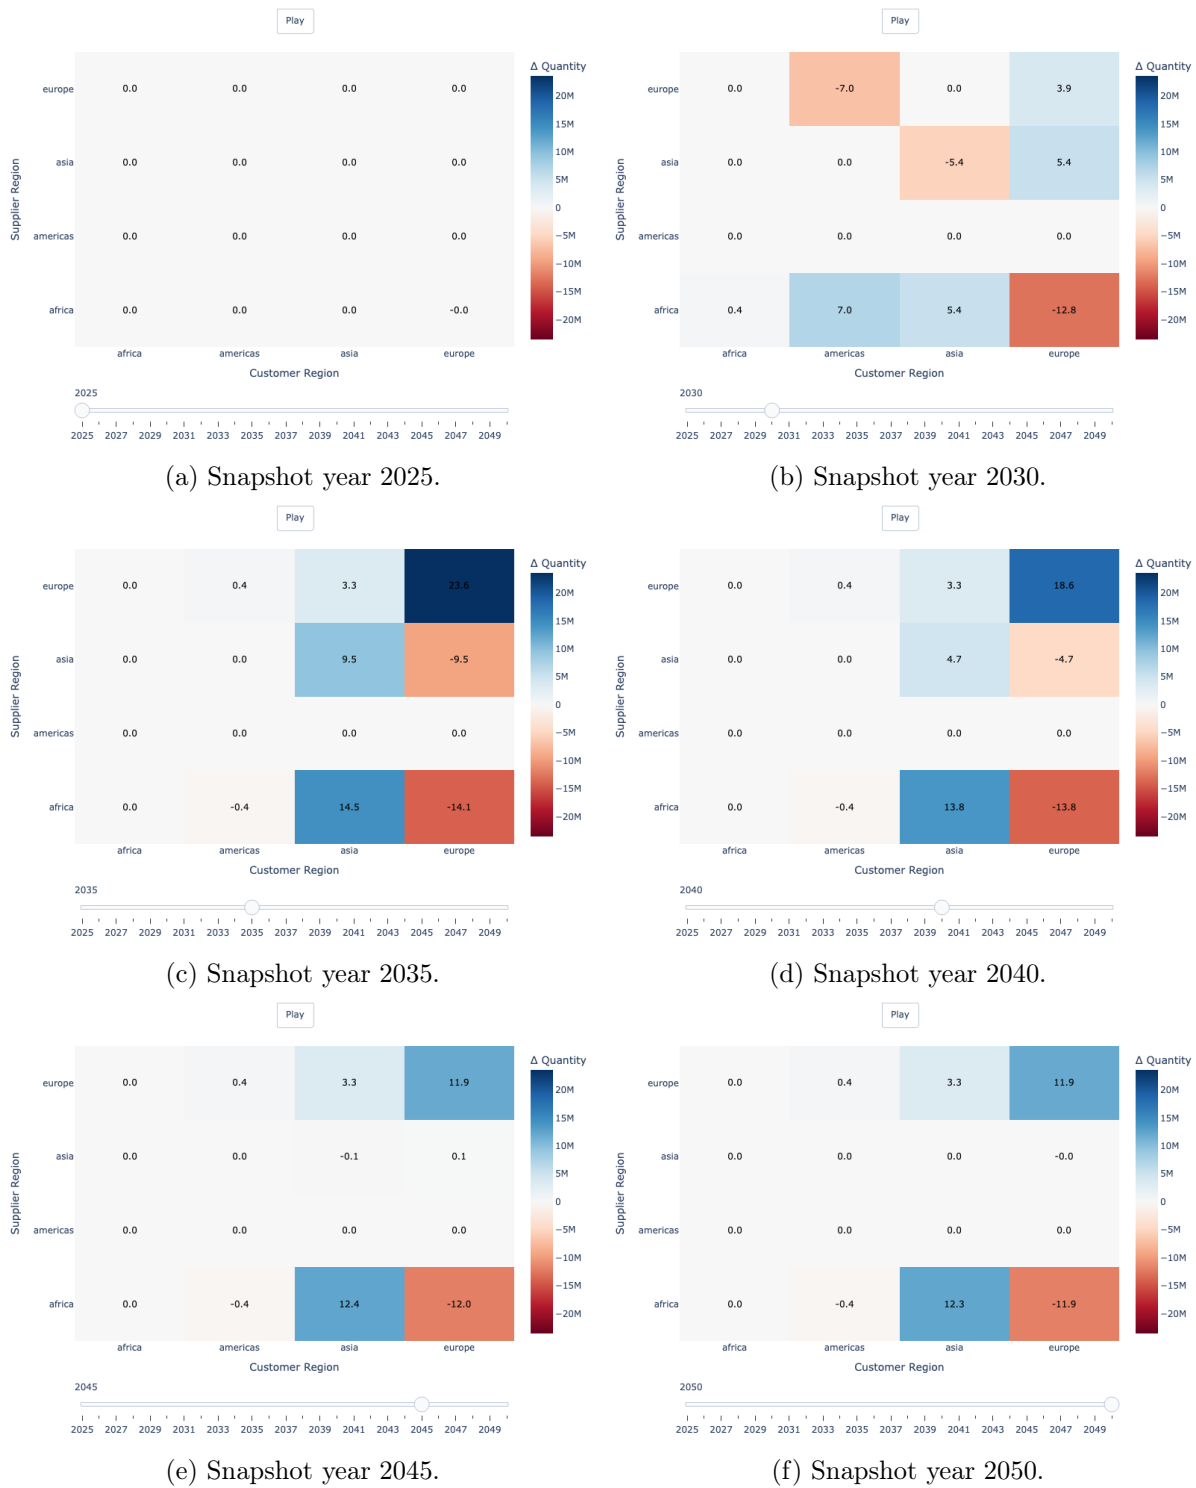 Play
Δ Quantity
europe 0.0 0.0 0.0 0.0
20M
15M
asia 0.0 0.0 0.0 0.0
10M
5M
Supplier Region
0
americas 0.0 0.0 0.0 0.0
−5M
−10M
africa 0.0 0.0 0.0 -0.0
−15M
−20M
africa americas asia europe
Customer Region
2025
2025 2027 2029 2031 2033 2035 2037 2039 2041 2043 2045 2047 2049
(a) Snapshot year 2025.
Play
Δ Quantity
europe 0.0 -7.0 0.0 3.9
20M
15M
asia 0.0 0.0 -5.4 5.4
10M
5M
Supplier Region
0
americas 0.0 0.0 0.0 0.0
−5M
−10M
africa 0.4 7.0 5.4 -12.8
−15M
−20M
africa americas asia europe
Customer Region
2030
2025 2027 2029 2031 2033 2035 2037 2039 2041 2043 2045 2047 2049
(b) Snapshot year 2030.
Play
Δ Quantity
europe 0.0 0.4 3.3 23.6
20M
15M
asia 0.0 0.0 9.5 -9.5
10M
5M
Supplier Region
0
americas 0.0 0.0 0.0 0.0
−5M
−10M
africa 0.0 -0.4 14.5 -14.1
−15M
−20M
africa americas asia europe
Customer Region
2035
2025 2027 2029 2031 2033 2035 2037 2039 2041 2043 2045 2047 2049
(c) Snapshot year 2035.
Play
Δ Quantity
europe 0.0 0.4 3.3 18.6
20M
15M
asia 0.0 0.0 4.7 -4.7
10M
5M
Supplier Region
0
americas 0.0 0.0 0.0 0.0
−5M
−10M
africa 0.0 -0.4 13.8 -13.8
−15M
−20M
africa americas asia europe
Customer Region
2040
2025 2027 2029 2031 2033 2035 2037 2039 2041 2043 2045 2047 2049
(d) Snapshot year 2040.
Play
Δ Quantity
europe 0.0 0.4 3.3 11.9
20M
15M
asia 0.0 0.0 -0.1 0.1
10M
5M
Supplier Region
0
americas 0.0 0.0 0.0 0.0
−5M
−10M
africa 0.0 -0.4 12.4 -12.0
−15M
−20M
africa americas asia europe
Customer Region
2045
2025 2027 2029 2031 2033 2035 2037 2039 2041 2043 2045 2047 2049
(e) Snapshot year 2045.
Play
Δ Quantity
europe 0.0 0.4 3.3 11.9
20M
15M
asia 0.0 0.0 0.0 -0.0
10M
5M
Supplier Region
0
americas 0.0 0.0 0.0 0.0
−5M
−10M
africa 0.0 -0.4 12.3 -11.9
−15M
−20M
africa americas asia europe
Customer Region
2050
2025 2027 2029 2031 2033 2035 2037 2039 2041 2043 2045 2047 2049
(f) Snapshot year 2050.